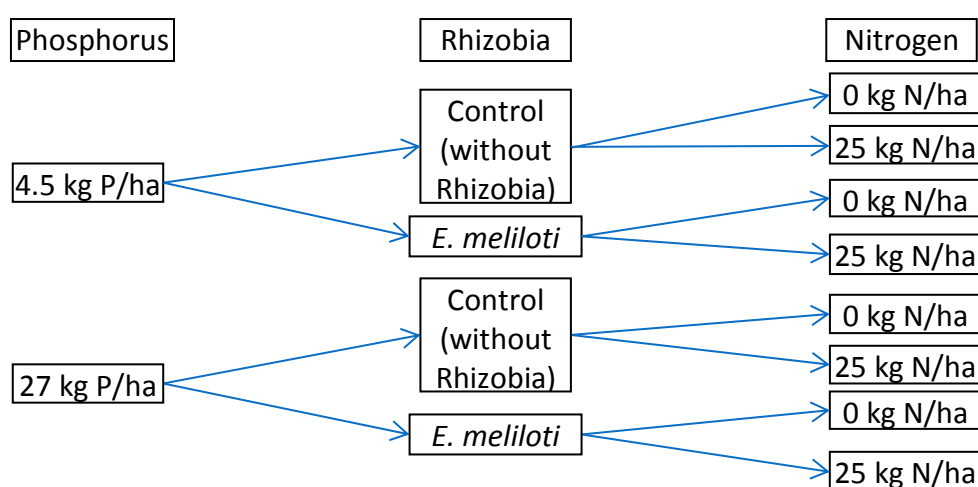 Phosphorus
Rhizobia
Nitrogen
4.5 kg P/ha
Control
(without
Rhizobia)
0 kg N/ha
25 kg N/ha
E. meliloti
0 kg N/ha
25 kg N/ha
27 kg P/ha
Control
(without
Rhizobia)
0 kg N/ha
25 kg N/ha
E. meliloti
0 kg N/ha
25 kg N/ha